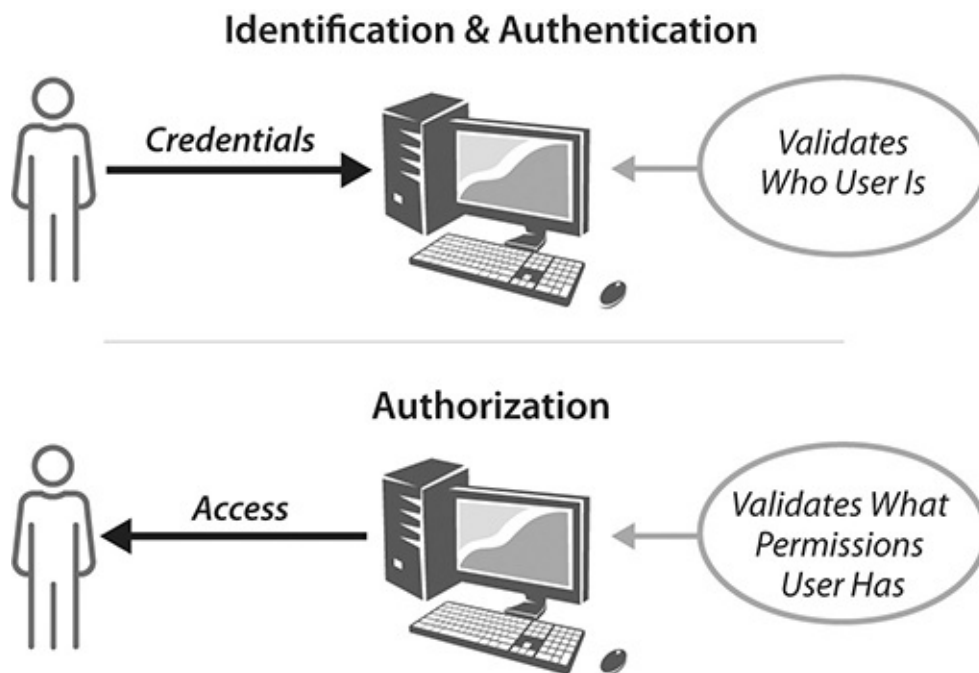 Identification & Authentication
Credentials
Validates
Who User Is
Authorization
Access
Validates What
Permissions
User Has